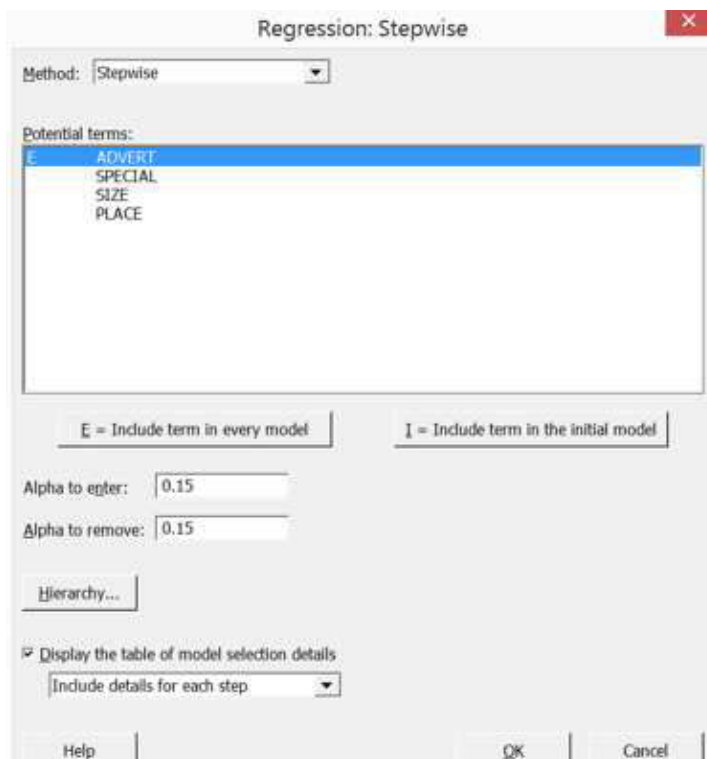 Regression: Stepwise
Method: Stepwise
Potential terms:
E ADVERT
SPECIAL
SIZE
PLACE
E = Include term in every model I = Include term in the initial model
Alpha to enter: 0.15
Alpha to remove: 0.15
Hierarchy...
Display the table of model selection details
Include details for each step
Help OK Cancel